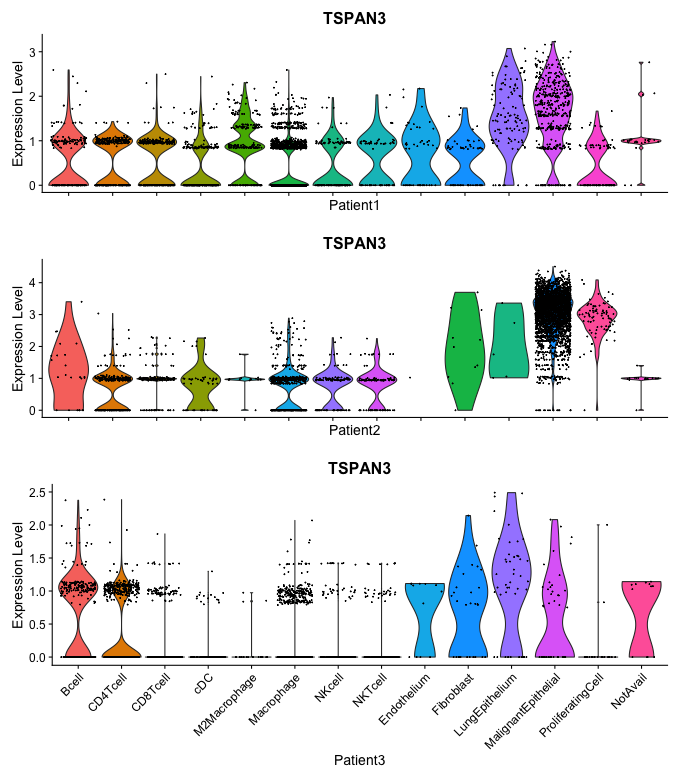 TSPAN3
Expression Level
3
2
1
0
Patient1
TSPAN3
Expression Level
4
3
2
1
0
Patient2
TSPAN3
Expression Level
2.5
2.0
1.5
1.0
0.5
0.0
Bcell
CD4Tcell
CD8Tcell
cDC
M2Macrophage
Macrophage
NKcell
NKTcell
Endothelium
Fibroblast
LungEpithelium
MalignantEpithelial
ProliferatingCell
NotAvail
Patient3